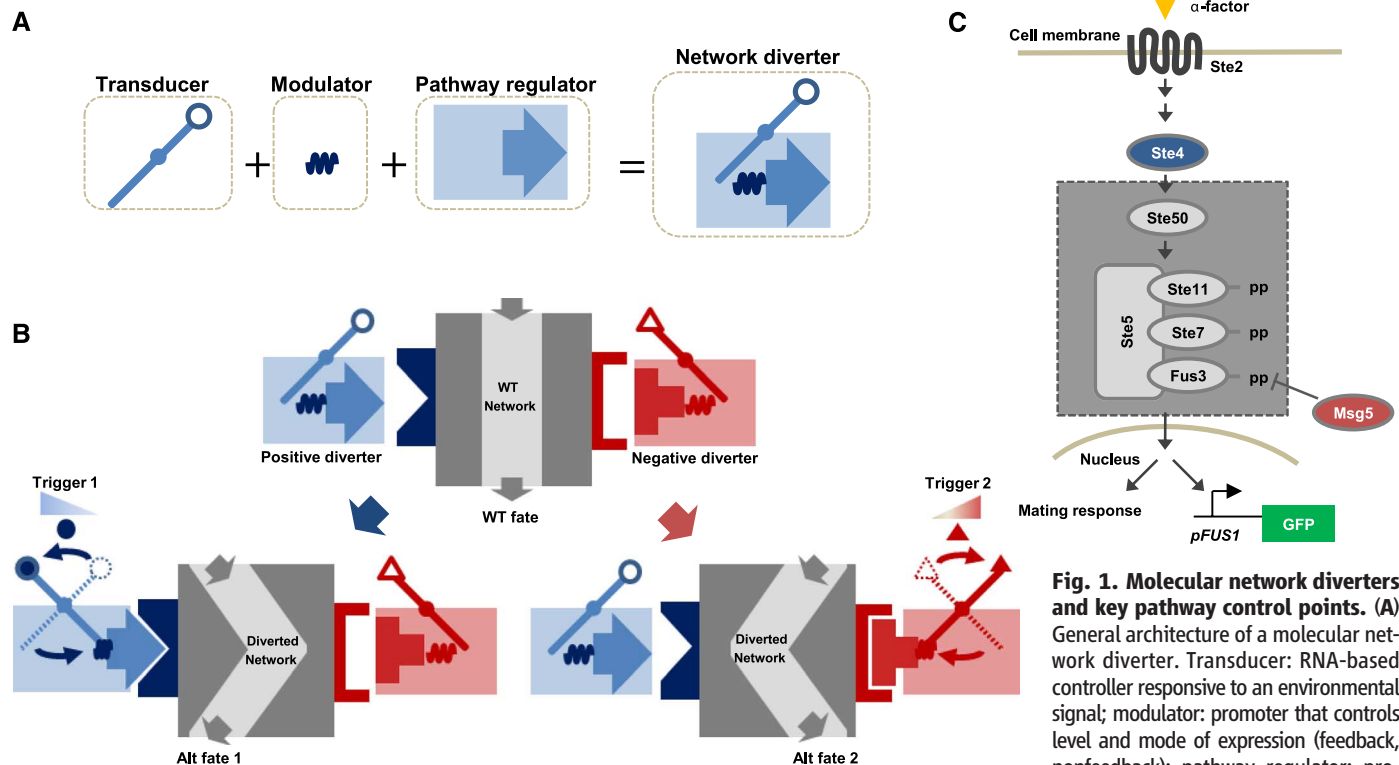 A
Transducer
Modulator
Pathway regulator
Network diverter
+
+
=
B
WT
Network
Positive diverter
Negative diverter
WT fate
Trigger 1
Trigger 2
Diverted
Network
Diverted
Network
Alt fate 1
Alt fate 2
C
α-factor
Cell membrane
Ste2
Ste4
Ste50
Ste5
Ste11
pp
Ste7
pp
Fus3
pp
Msg5
Nucleus
Mating response
pFUS1
GFP
Fig. 1. Molecular network diverters
and key pathway control points. (A)
General architecture of a molecular net-
work diverter. Transducer: RNA-based
controller responsive to an environmental
signal; modulator: promoter that controls
level and mode of expression (feedback,
nonfeedback); pathway regulator: pro-